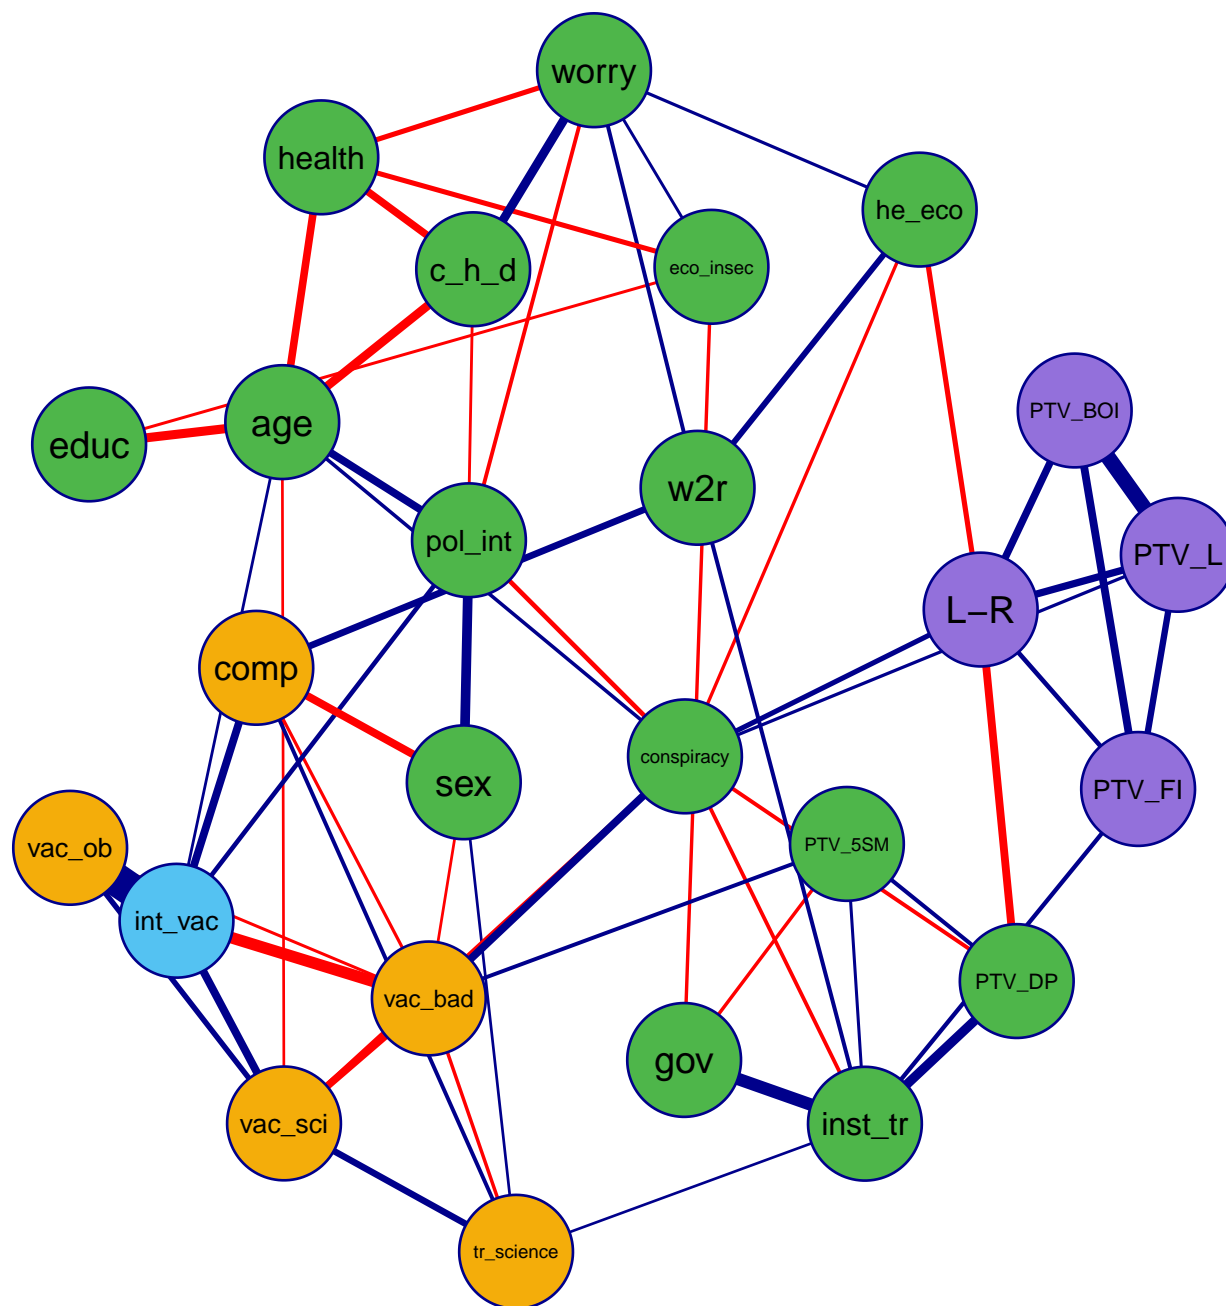 worry
health
he_eco
c_h_d
eco_insec
PTV_BOI
age
educ
w2r
pol_int
PTV_L
L−R
comp
conspiracy
sex
PTV_FI
vac_ob
PTV_5SM
int_vac
PTV_DP
vac_bad
gov
vac_sci
inst_tr
tr_science